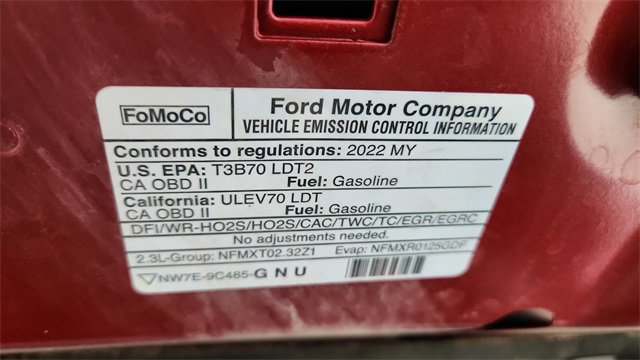 FoMoCo
Ford Motor Company
VEHICLE EMISSION CONTROL INFORMATION
Conforms to regulations: 2022 MY
U.S. EPA: T3B70 LDT2
CA OBD II Fuel: Gasoline
California: ULEV70 LDT
CA OBD II Fuel: Gasoline
DFI/WR-HO2S/HO2S/CAC/TWC/TC/EGR/EGRC
No adjustments needed.
2.3L-Group: NFMXT02.32Z1 Evap: NFMXR0125GDF
NW7E-9C485-GNU